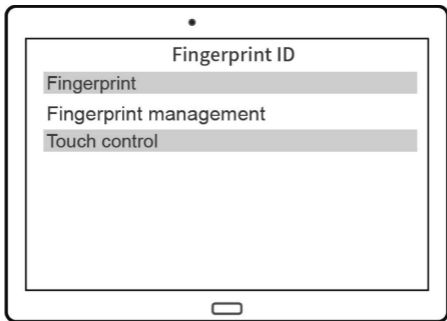 Fingerprint ID
Fingerprint
Fingerprint management
Touch control